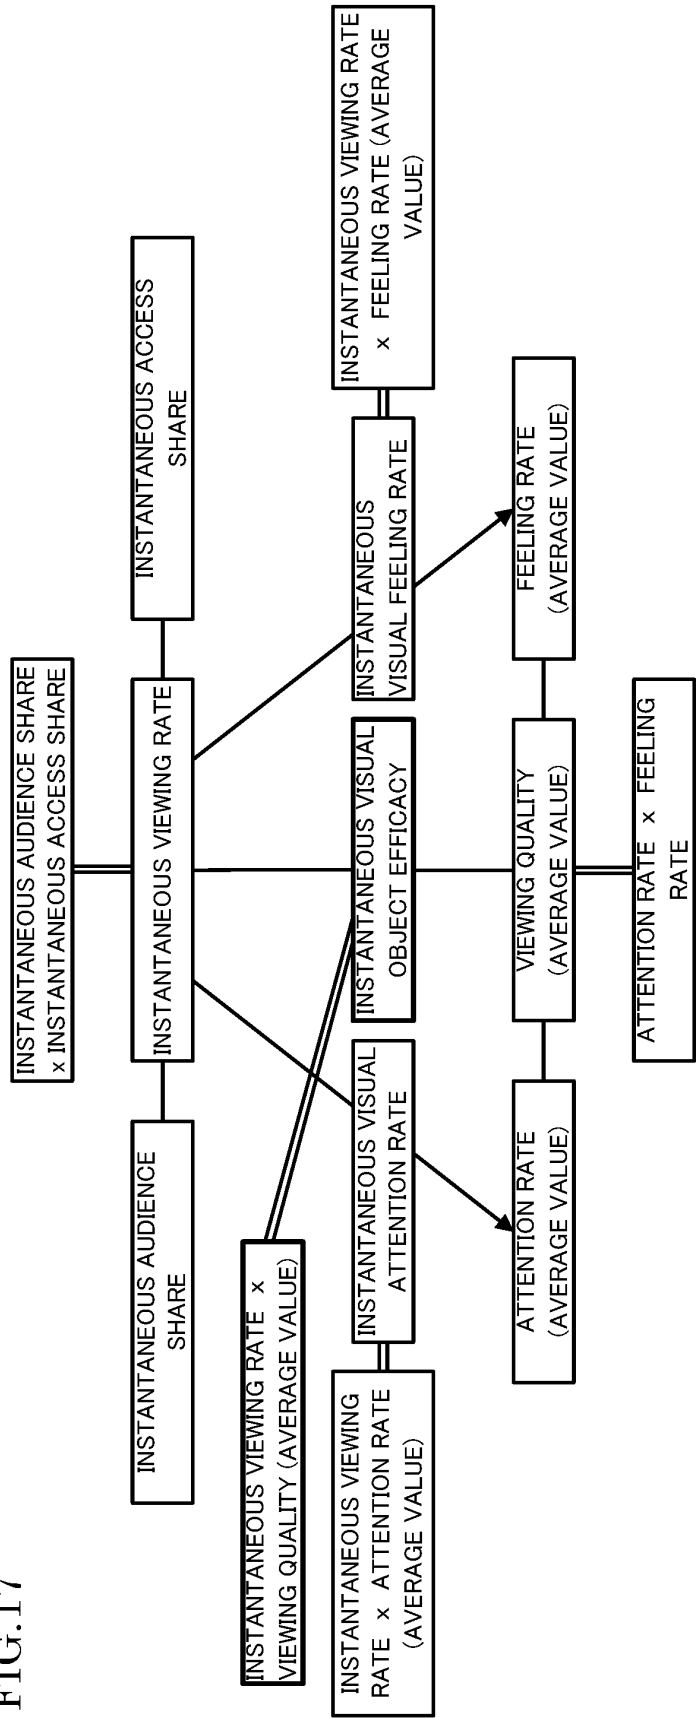 FIG.17
INSTANTANEOUS AUDIENCE SHARE
x INSTANTANEOUS ACCESS SHARE
INSTANTANEOUS AUDIENCE
SHARE
INSTANTANEOUS VIEWING RATE
INSTANTANEOUS ACCESS
SHARE
INSTANTANEOUS VIEWING RATE x
VIEWING QUALITY (AVERAGE VALUE)
INSTANTANEOUS VIEWING
RATE x ATTENTION RATE
(AVERAGE VALUE)
INSTANTANEOUS VISUAL
ATTENTION RATE
INSTANTANEOUS VISUAL
OBJECT EFFICACY
INSTANTANEOUS
VISUAL FEELING RATE
INSTANTANEOUS VIEWING RATE
x FEELING RATE (AVERAGE
VALUE)
ATTENTION RATE
(AVERAGE VALUE)
VIEWING QUALITY
(AVERAGE VALUE)
FEELING RATE
(AVERAGE VALUE)
ATTENTION RATE x FEELING
RATE